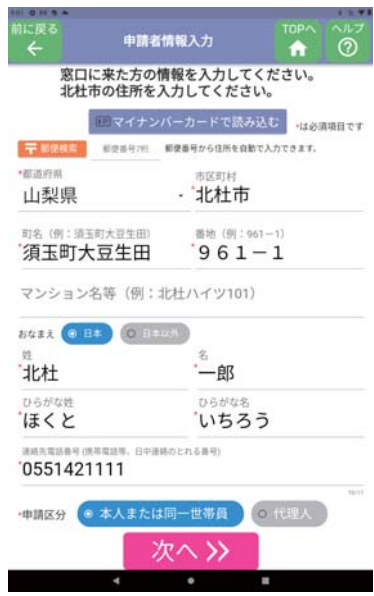 前に戻る
申請者情報入力
TOPへ
ヘルプ
窓口に来た方の情報を入力してください。
北杜市の住所を入力してください。
マイナンバーカードで読み込む
*は必須項目です
郵便検索 郵便番号7桁 郵便番号から住所を自動で入力できます。
*都道府県 市区町村
山梨県 *北杜市
町名（例：須玉町大豆生田） 番地（例：961−1）
*須玉町大豆生田 *９６１−１
マンション名等（例：北杜ハイツ101）
おなまえ 日本 日本以外
姓 名
*北杜 *一郎
ひらがな姓 ひらがな名
*ほくと *いちろう
連絡先電話番号 (携帯電話等、日中連絡のとれる番号)
*0551421111
10/11
*申請区分 本人または同一世帯員 代理人
次へ